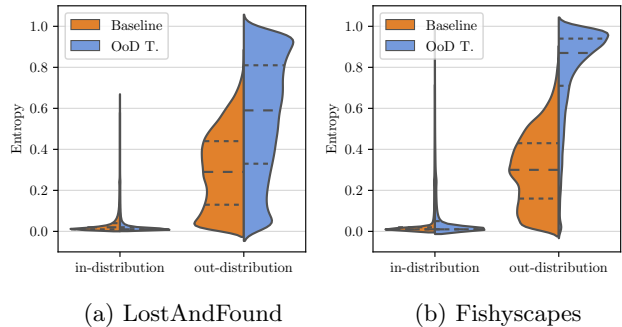 Baseline
OoD T.
1.0
0.8
0.6
0.4
0.2
0.0
Entropy
in-distribution
out-distribution
(a) LostAndFound
Baseline
OoD T.
1.0
0.8
0.6
0.4
0.2
0.0
Entropy
in-distribution
out-distribution
(b) Fishyscapes